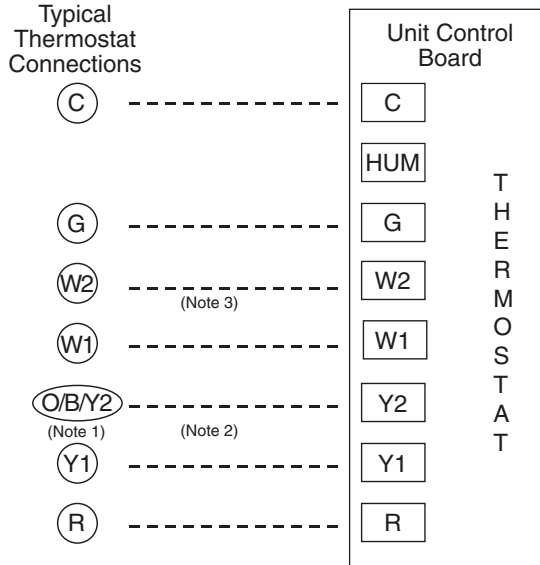 Typical
Thermostat
Connections
Unit Control
Board
C
C
HUM
G
G
W2
(Note 3)
W2
W1
W1
O/B/Y2
(Note 1)
(Note 2)
Y2
Y1
Y1
R
R
THERMOSTAT